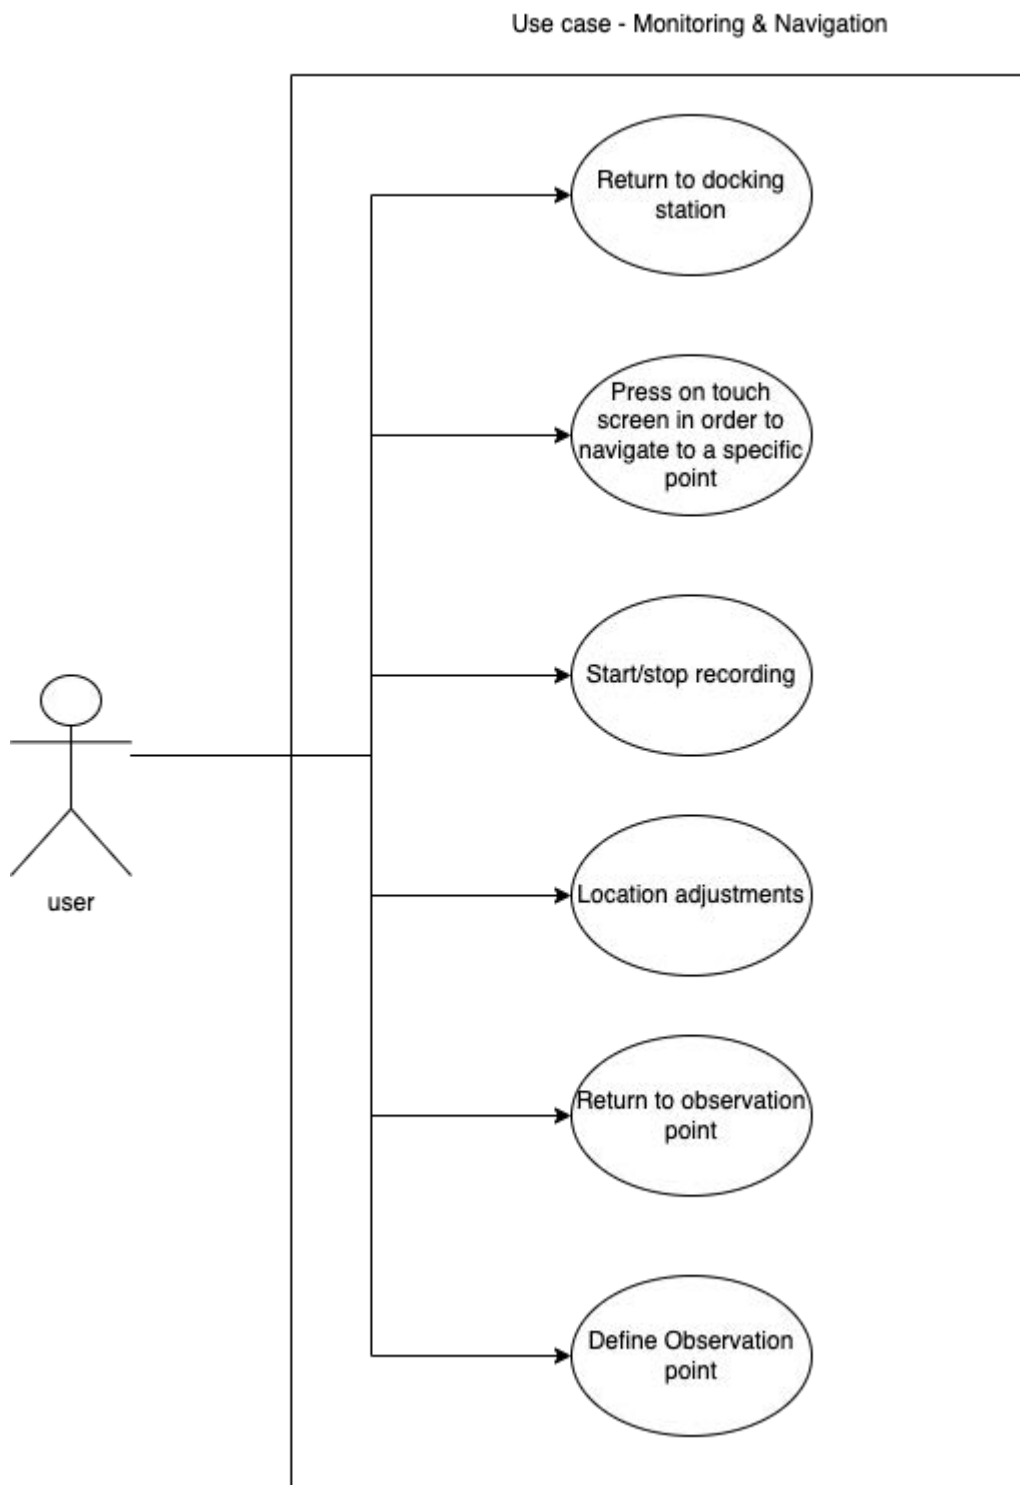 Use case - Monitoring & Navigation
Return to docking
station
Press on touch
screen in order to
navigate to a specific
point
Start/stop recording
user
Location adjustments
Return to observation
point
Define Observation
point